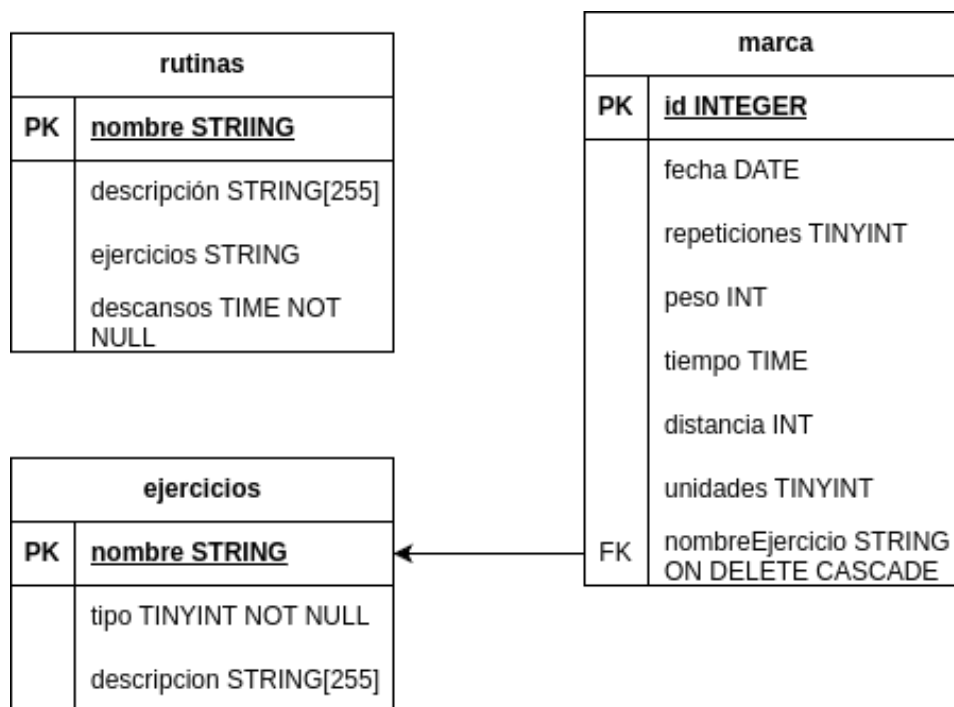 rutinas
PK nombre STRIING
descripción STRING[255]
ejercicios STRING
descansos TIME NOT
NULL
marca
PK id INTEGER
fecha DATE
repeticiones TINYINT
peso INT
tiempo TIME
distancia INT
unidades TINYINT
FK nombreEjercicio STRING
ON DELETE CASCADE
ejercicios
PK nombre STRING
tipo TINYINT NOT NULL
descripcion STRING[255]